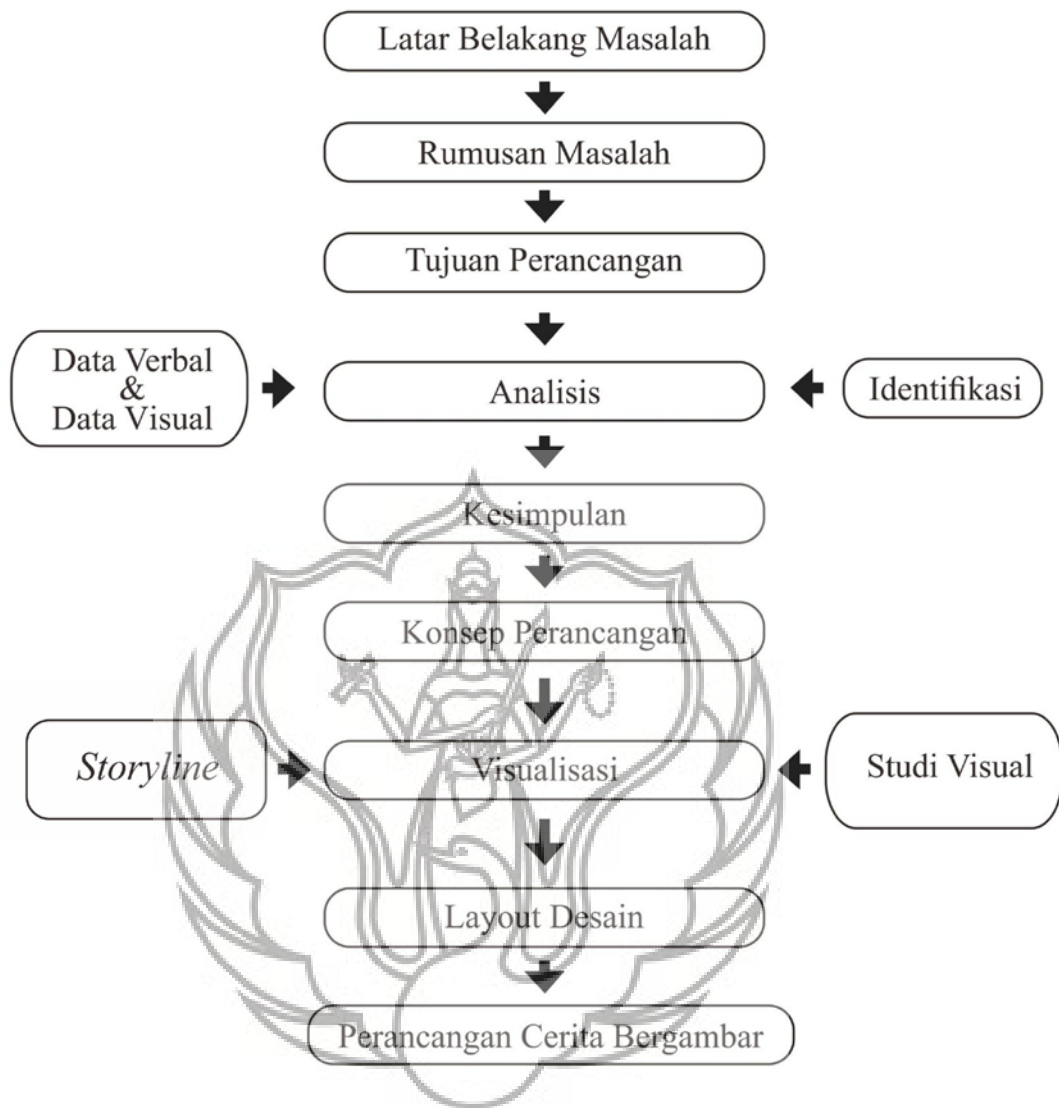 Latar Belakang Masalah
Rumusan Masalah
Tujuan Perancangan
Data Verbal
&
Data Visual
Analisis
Identifikasi
Kesimpulan
Konsep Perancangan
Storyline
Visualisasi
Studi Visual
Layout Desain
Perancangan Cerita Bergambar